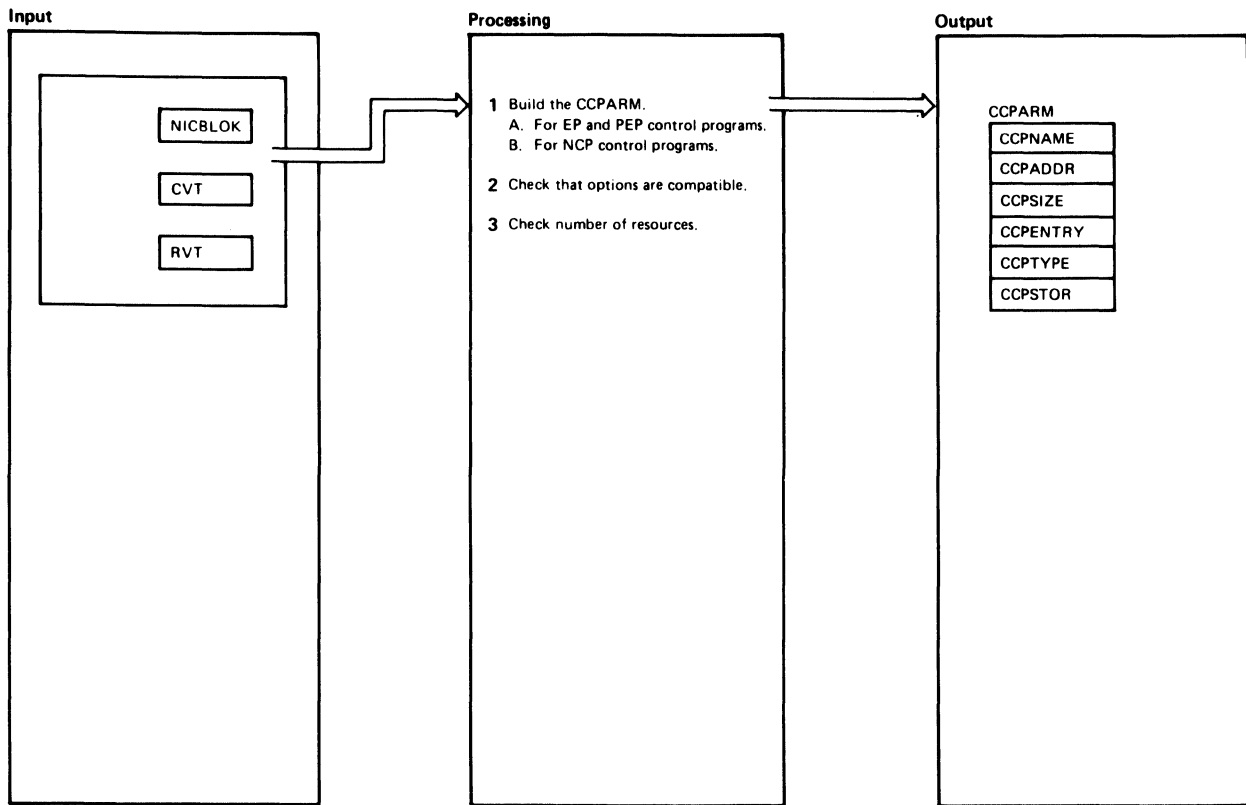 Input
NICBLOK
CVT
RVT
Processing
1 Build the CCPARM.
A. For EP and PEP control programs.
B. For NCP control programs.
2 Check that options are compatible.
3 Check number of resources.
Output
CCPARM
CCPNAME
CCPADDR
CCPSIZE
CCPENTRY
CCPTYPE
CCPSTOR